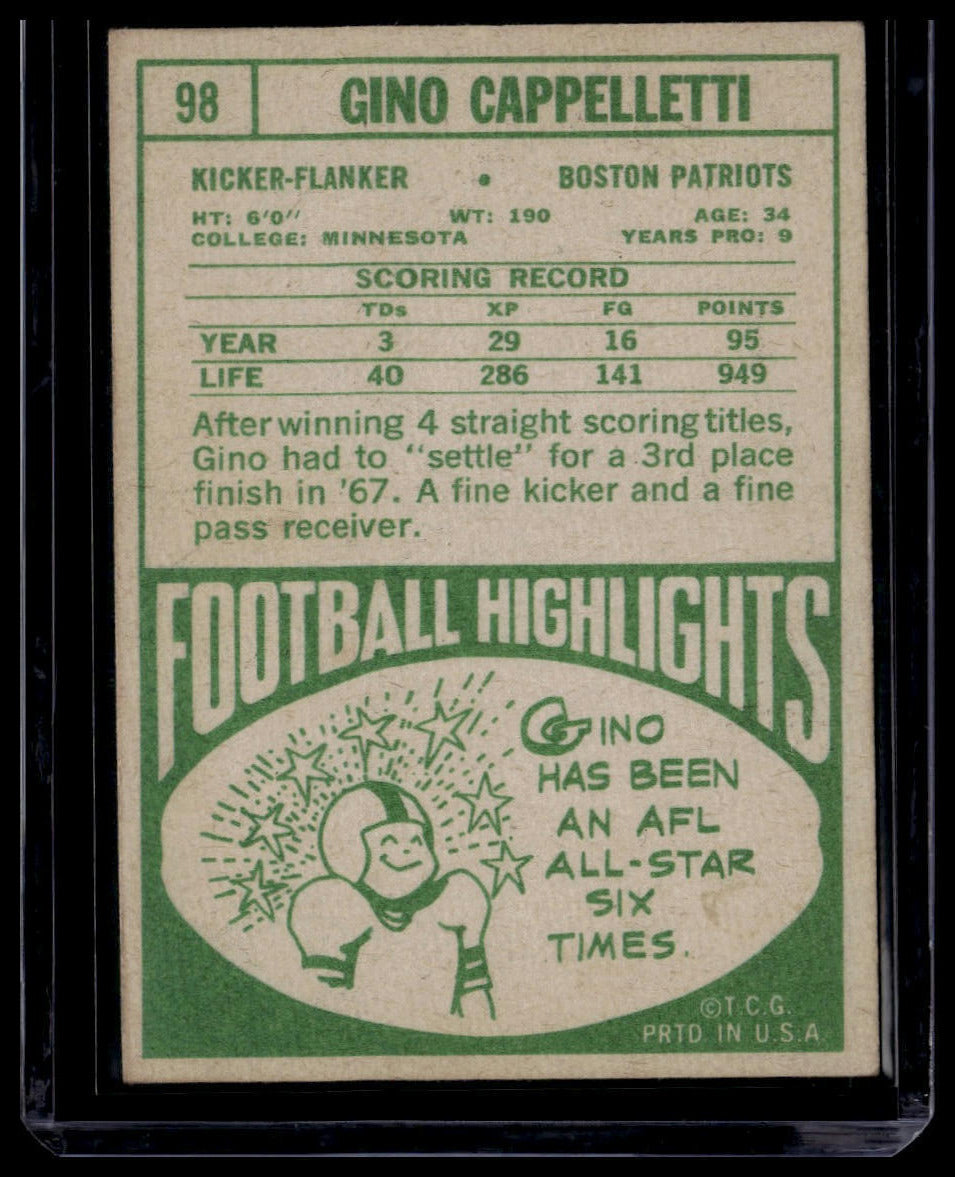 98 GINO CAPPELLETTI
KICKER-FLANKER • BOSTON PATRIOTS
HT: 6'0" WT: 190 AGE: 34
COLLEGE: MINNESOTA YEARS PRO: 9
SCORING RECORD
TDs XP FG POINTS
YEAR 3 29 16 95
LIFE 40 286 141 949
After winning 4 straight scoring titles,
Gino had to "settle" for a 3rd place
finish in '67. A fine kicker and a fine
pass receiver.
FOOTBALL HIGHLIGHTS
GINO
HAS BEEN
AN AFL
ALL-STAR
SIX
TIMES.
©T.C.G.
PRTD IN U.S.A